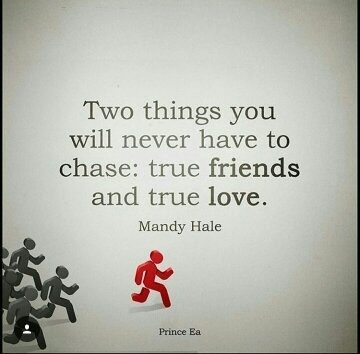 Two things you
will never have to
chase: true friends
and true love.
Mandy Hale
Prince Ea